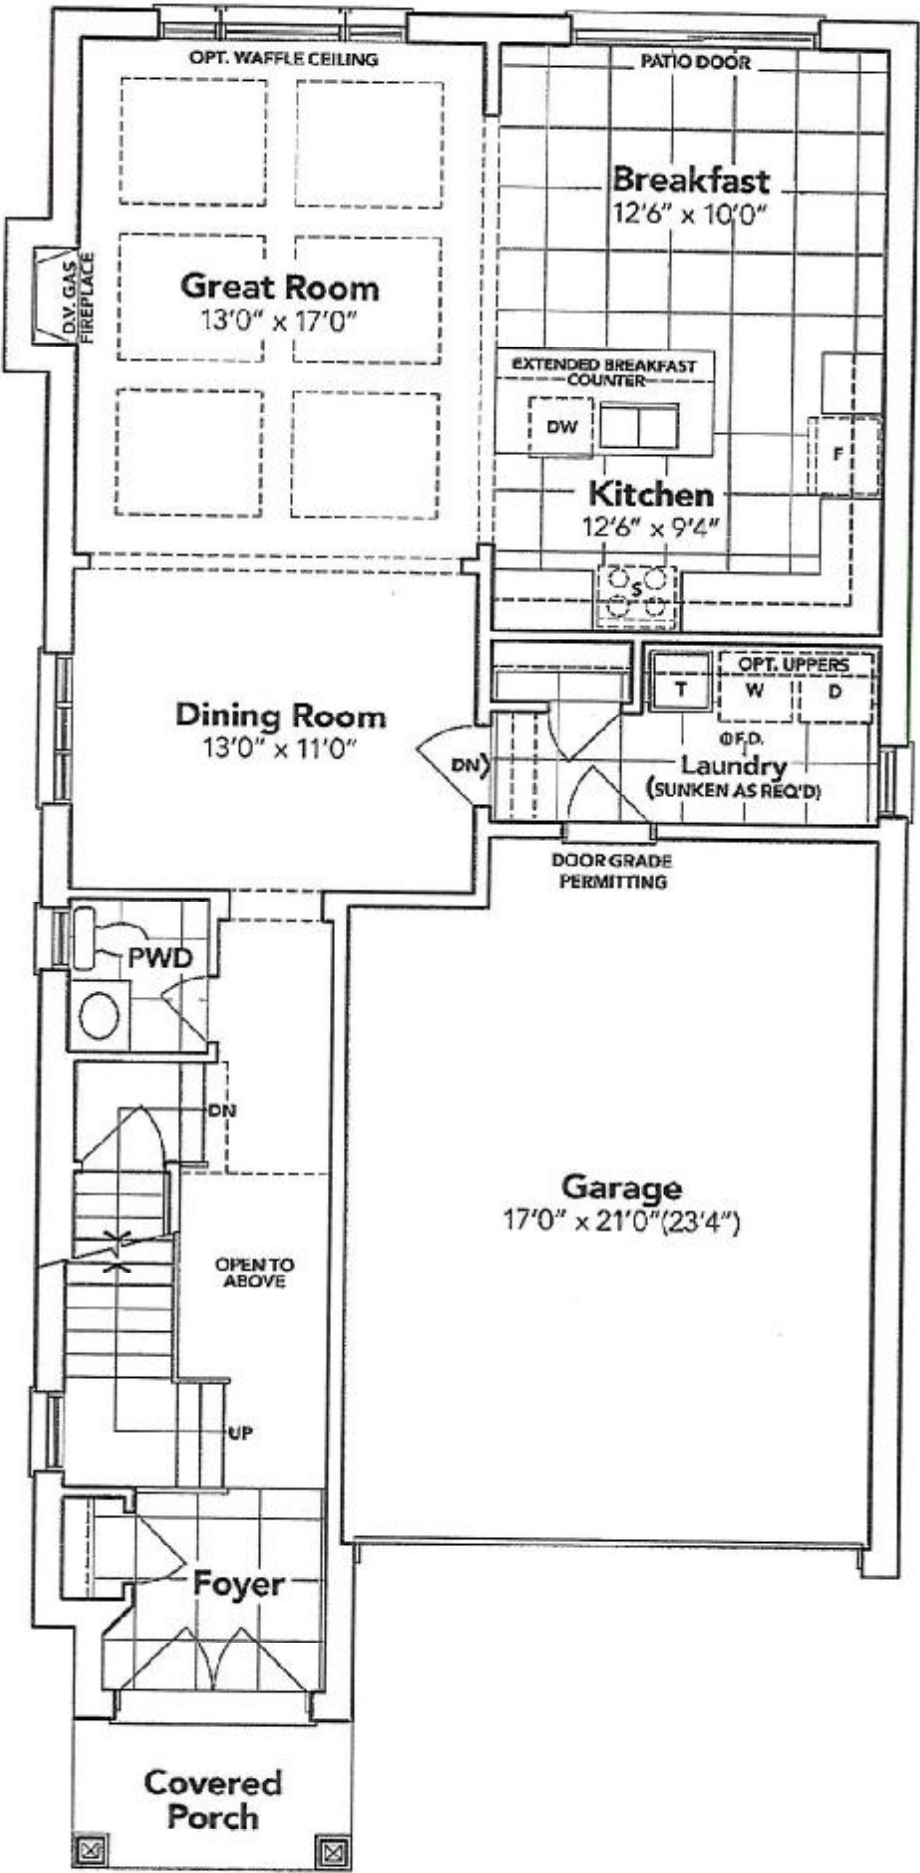 OPT. WAFFLE CEILING
PATIO DOOR
Breakfast
12'6" x 10'0"
D.V. GAS
FIREPLACE
Great Room
13'0" x 17'0"
EXTENDED BREAKFAST
COUNTER
DW
F
Kitchen
12'6" x 9'4"
S
OPT. UPPERS
T
W
D
Dining Room
13'0" x 11'0"
DN
F.D.
Laundry
(SUNKEN AS REQ'D)
DOOR GRADE
PERMITTING
PWD
DN
Garage
17'0" x 21'0"(23'4")
OPEN TO
ABOVE
UP
Foyer
Covered
Porch